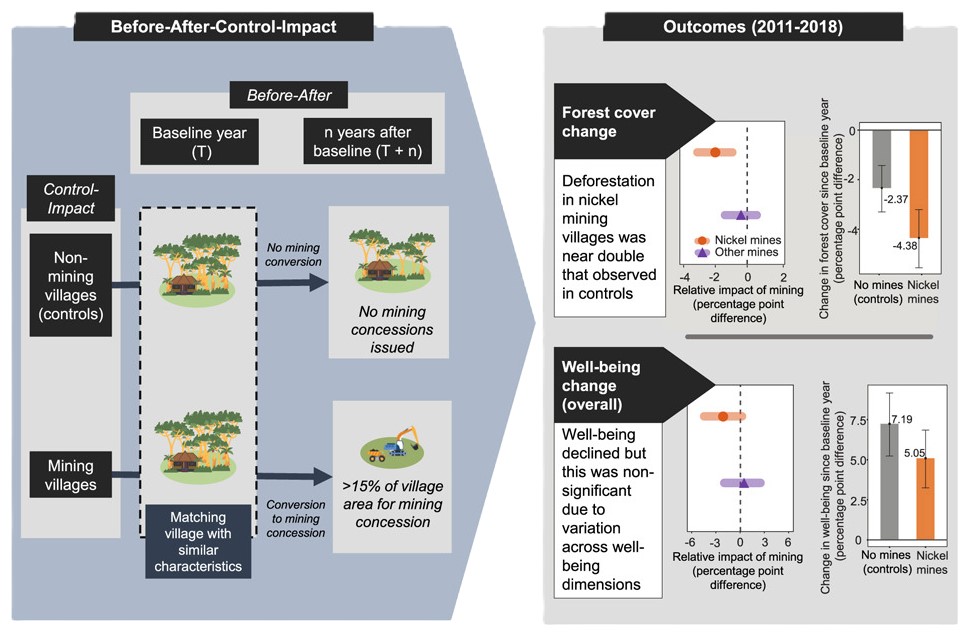 Before-After-Control-Impact
Before-After
Baseline year
(T)
n years after
baseline (T + n)
Control-
Impact
Non-
mining
villages
(controls)
No mining
conversion
No mining
concessions
issued
Mining
villages
Conversion
to mining
concession
>15% of village
area for mining
concession
Matching
village with
similar
characteristics
Outcomes (2011-2018)
Forest cover
change
Deforestation
in nickel
mining
villages was
near double
that observed
in controls
Nickel mines
Other mines
-4 -2 0 2
Relative impact of mining
(percentage point
difference)
Change in forest cover since baseline year
(percentage point difference)
0
-2
-4
-2.37
-4.38
No mines Nickel
(controls) mines
Well-being
change
(overall)
Well-being
declined but
this was non-
significant
due to
variation
across well-
being
dimensions
-6 -3 0 3 6
Relative impact of mining
(percentage point
difference)
Change in well-being since baseline year
(percentage point difference)
7.5
5.0
2.5
0
7.19
5.05
No mines Nickel
(controls) mines